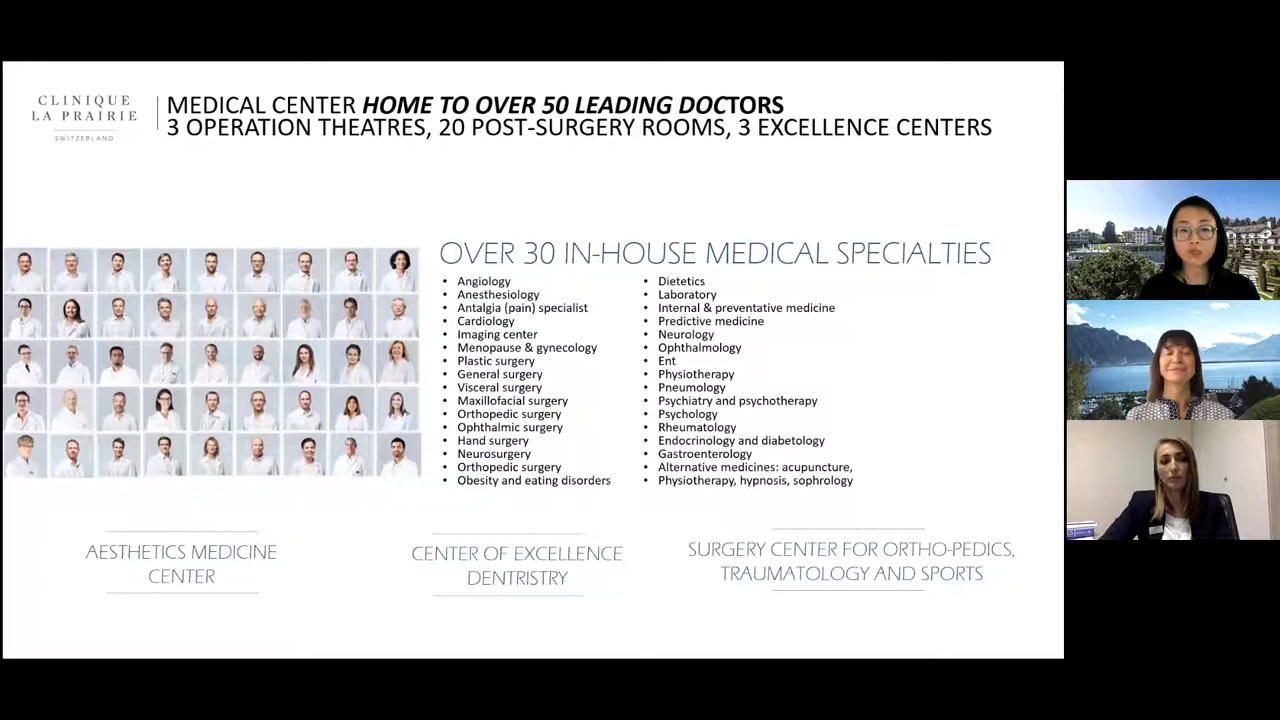 CLINIQUE
LA PRAIRIE
SWITZERLAND
MEDICAL CENTER HOME TO OVER 50 LEADING DOCTORS
3 OPERATION THEATRES, 20 POST-SURGERY ROOMS, 3 EXCELLENCE CENTERS
OVER 30 IN-HOUSE MEDICAL SPECIALTIES
• Angiology
• Anesthesiology
• Antalgia (pain) specialist
• Cardiology
• Imaging center
• Menopause & gynecology
• Plastic surgery
• General surgery
• Visceral surgery
• Maxillofacial surgery
• Orthopedic surgery
• Ophthalmic surgery
• Hand surgery
• Neurosurgery
• Orthopedic surgery
• Obesity and eating disorders
• Dietetics
• Laboratory
• Internal & preventative medicine
• Predictive medicine
• Neurology
• Ophthalmology
• Ent
• Physiotherapy
• Pneumology
• Psychiatry and psychotherapy
• Psychology
• Rheumatology
• Endocrinology and diabetology
• Gastroenterology
• Alternative medicines: acupuncture,
• Physiotherapy, hypnosis, sophrology
AESTHETICS MEDICINE
CENTER
CENTER OF EXCELLENCE
DENTRISTRY
SURGERY CENTER FOR ORTHO-PEDICS,
TRAUMATOLOGY AND SPORTS